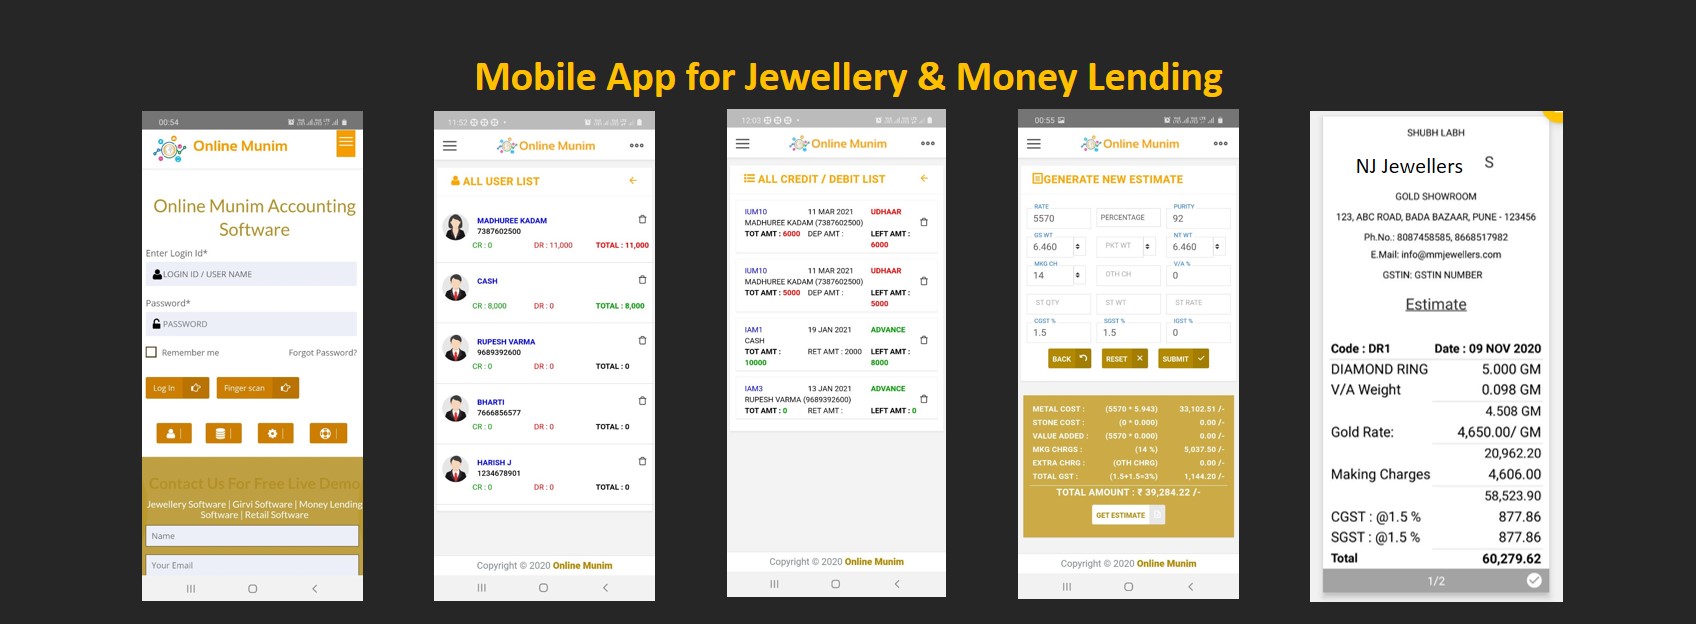 Mobile App for Jewellery & Money Lending
00:54
Online Munim
Online Munim Accounting
Software
Enter Login Id*
LOGIN ID / USER NAME
Password*
PASSWORD
Remember me Forgot Password?
Log In Finger scan
Contact Us For Free Live Demo
Jewellery Software | Girvi Software | Money Lending
Software | Retail Software
Name
Your Email
11:52
Online Munim
ALL USER LIST
MADHUREE KADAM
7387602500
CR : 0 DR : 11,000 TOTAL : 11,000
CASH
CR : 8,000 DR : 0 TOTAL : 8,000
RUPESH VARMA
9689392600
CR : 0 DR : 0 TOTAL : 0
BHARTI
7666856577
CR : 0 DR : 0 TOTAL : 0
HARISH J
1234678901
CR : 0 DR : 0 TOTAL : 0
Copyright © 2020 Online Munim
12:03
Online Munim
ALL CREDIT / DEBIT LIST
IUM10 11 MAR 2021 UDHAAR
MADHUREE KADAM (7387602500)
TOT AMT : 6000 DEP AMT : LEFT AMT :
6000
IUM10 11 MAR 2021 UDHAAR
MADHUREE KADAM (7387602500)
TOT AMT : 5000 DEP AMT : LEFT AMT :
5000
IAM1 19 JAN 2021 ADVANCE
CASH
TOT AMT : RET AMT : 2000 LEFT AMT :
10000 8000
IAM3 13 JAN 2021 ADVANCE
RUPESH VARMA (9689392600)
TOT AMT : 0 RET AMT : LEFT AMT : 0
Copyright © 2020 Online Munim
00:55
Online Munim
GENERATE NEW ESTIMATE
RATE PURITY
5570 PERCENTAGE 92
GS WT NT WT
6.460 PKT WT 6.460
MKG CH V/A %
14 OTH CH 0
ST QTY ST WT ST RATE
CGST % SGST % IGST %
1.5 1.5 0
BACK RESET SUBMIT
METAL COST : (5570 * 5.943) 33,102.51 /-
STONE COST : (0 * 0.000) 0.00 /-
VALUE ADDED : (5570 * 0.000) 0.00 /-
MKG CHRGS : (14 %) 5,037.50 /-
EXTRA CHRG : (OTH CHRG) 0.00 /-
TOTAL GST : (1.5+1.5=3%) 1,144.20 /-
TOTAL AMOUNT : ₹ 39,284.22 /-
GET ESTIMATE
Copyright © 2020 Online Munim
SHUBH LABH
NJ Jewellers S
GOLD SHOWROOM
123, ABC ROAD, BADA BAZAAR, PUNE - 123456
Ph.No.: 8087458585, 8668517982
E.Mail: info@mmjewellers.com
GSTIN: GSTIN NUMBER
Estimate
Code : DR1 Date : 09 NOV 2020
DIAMOND RING 5.000 GM
V/A Weight 0.098 GM
4.508 GM
Gold Rate: 4,650.00/ GM
20,962.20
Making Charges 4,606.00
58,523.90
CGST : @1.5 % 877.86
SGST : @1.5 % 877.86
Total 60,279.62
1/2